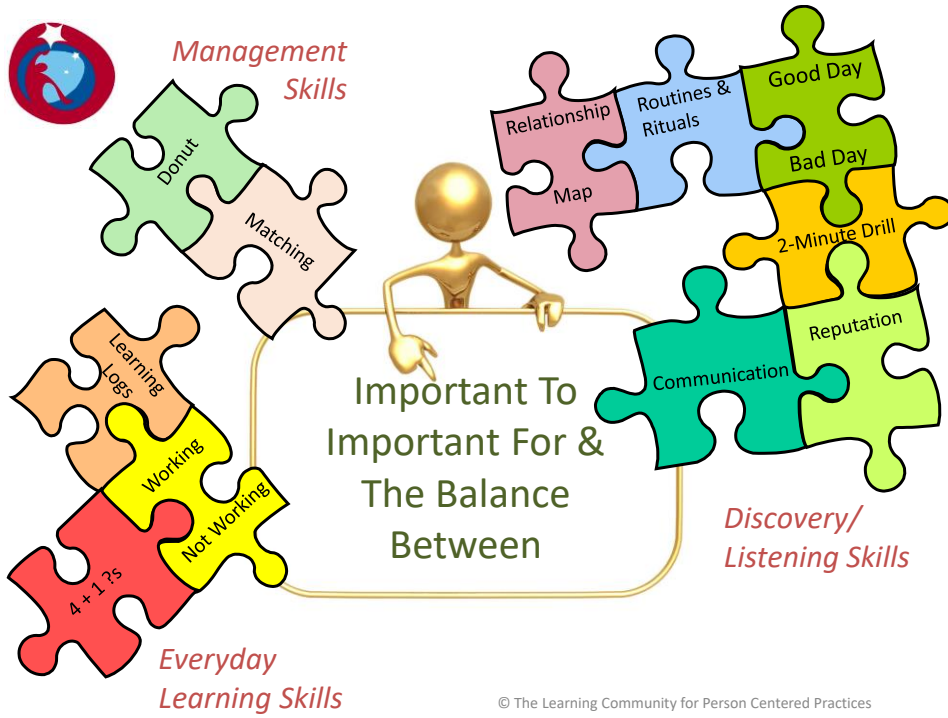 Management
Skills
Donut
Matching
Relationship
Map
Routines &
Rituals
Good Day
Bad Day
2-Minute Drill
Reputation
Communication
Discovery/
Listening Skills
Important To
Important For &
The Balance
Between
Learning
Logs
Working
Not Working
4 + 1 ?s
Everyday
Learning Skills
© The Learning Community for Person Centered Practices